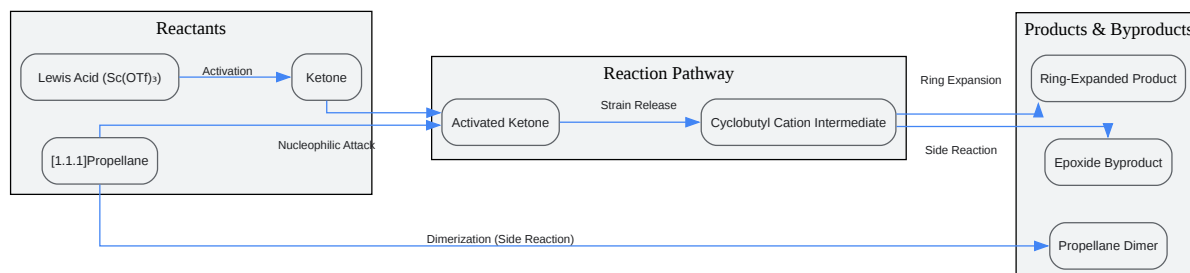 Reactants
Lewis Acid (Sc(OTf)₃)
Activation
Ketone
[1.1.1]Propellane
Nucleophilic Attack
Reaction Pathway
Activated Ketone
Strain Release
Cyclobutyl Cation Intermediate
Ring Expansion
Side Reaction
Products & Byproducts
Ring-Expanded Product
Epoxide Byproduct
Dimerization (Side Reaction)
Propellane Dimer